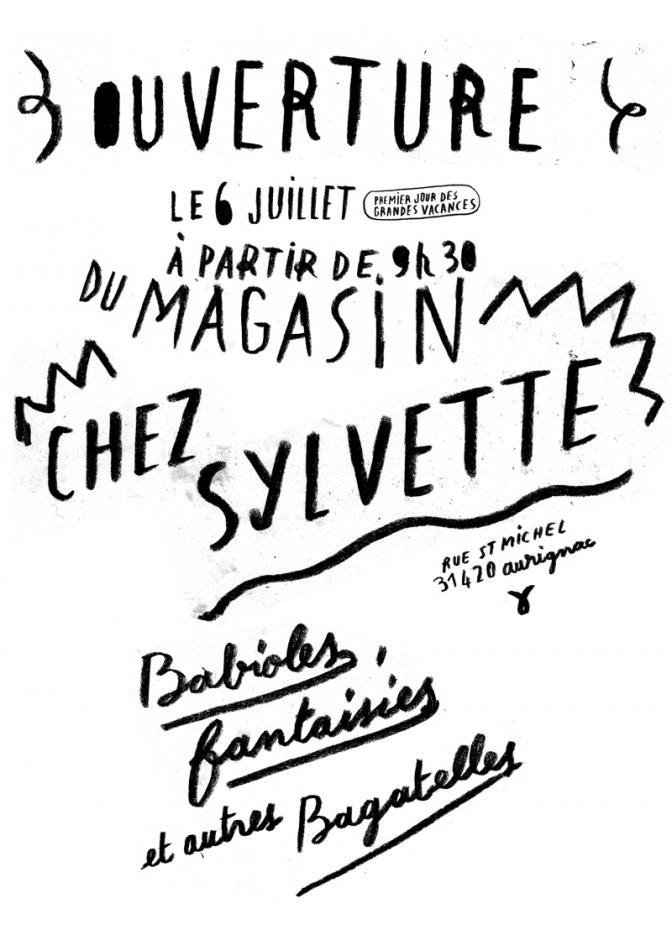 OUVERTURE
LE 6 JUILLET
PREMIER JOUR DES
GRANDES VACANCES
À PARTIR DE 9h30
DU MAGASIN
CHEZ
SYLVETTE
RUE ST MICHEL
31420 aurignac
Babioles,
fantaisies
et autres Bagatelles